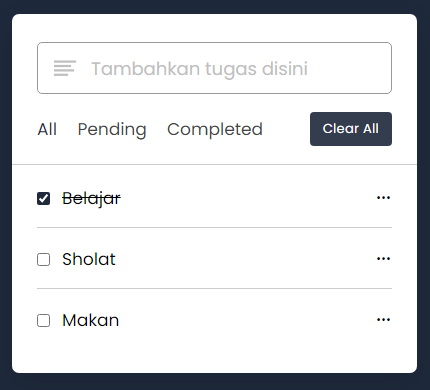 Tambahkan tugas disini
All Pending Completed Clear All
Belajar
Sholat
Makan